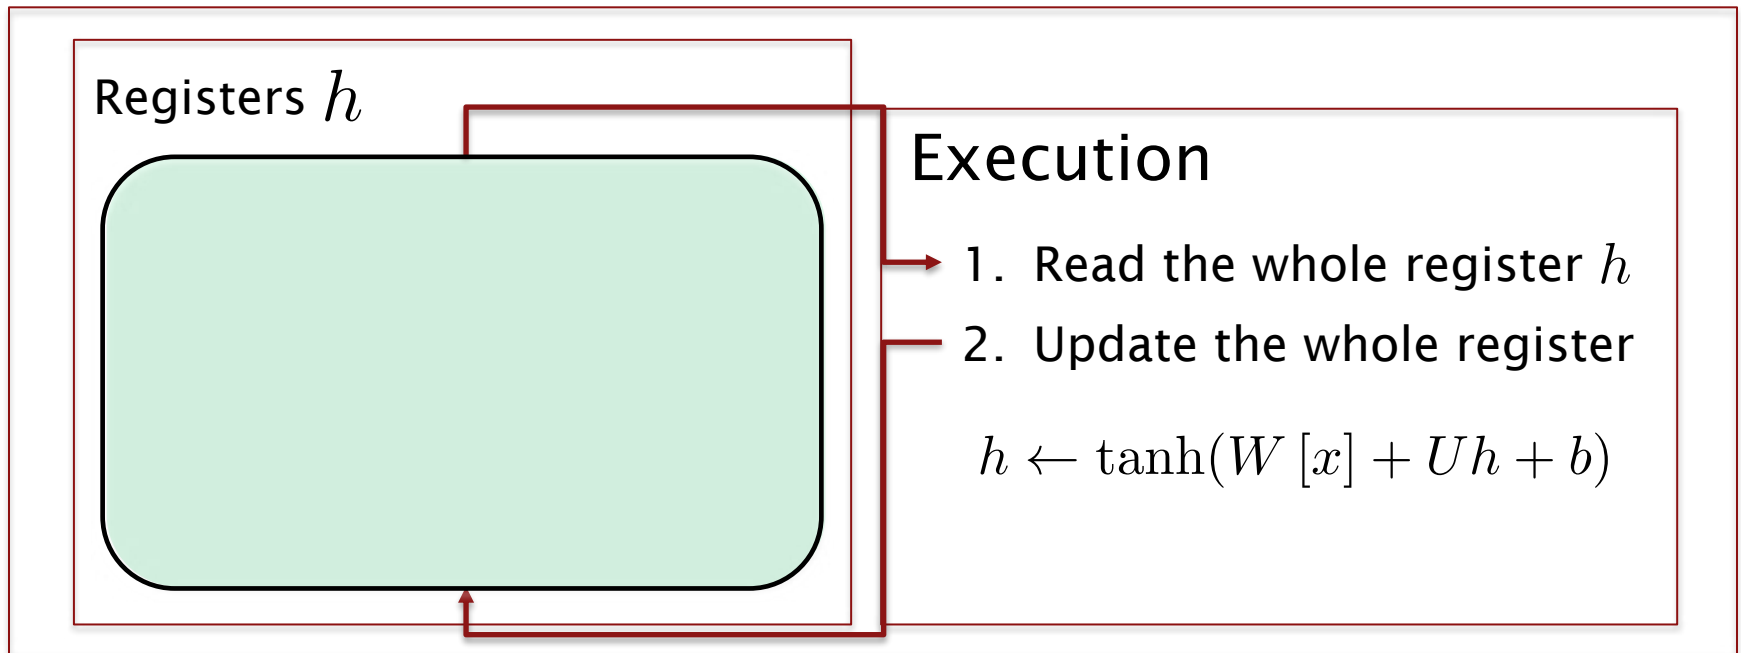 Registers h
Execution
1. Read the whole register h
2. Update the whole register
h ← tanh(W [x] + Uh + b)